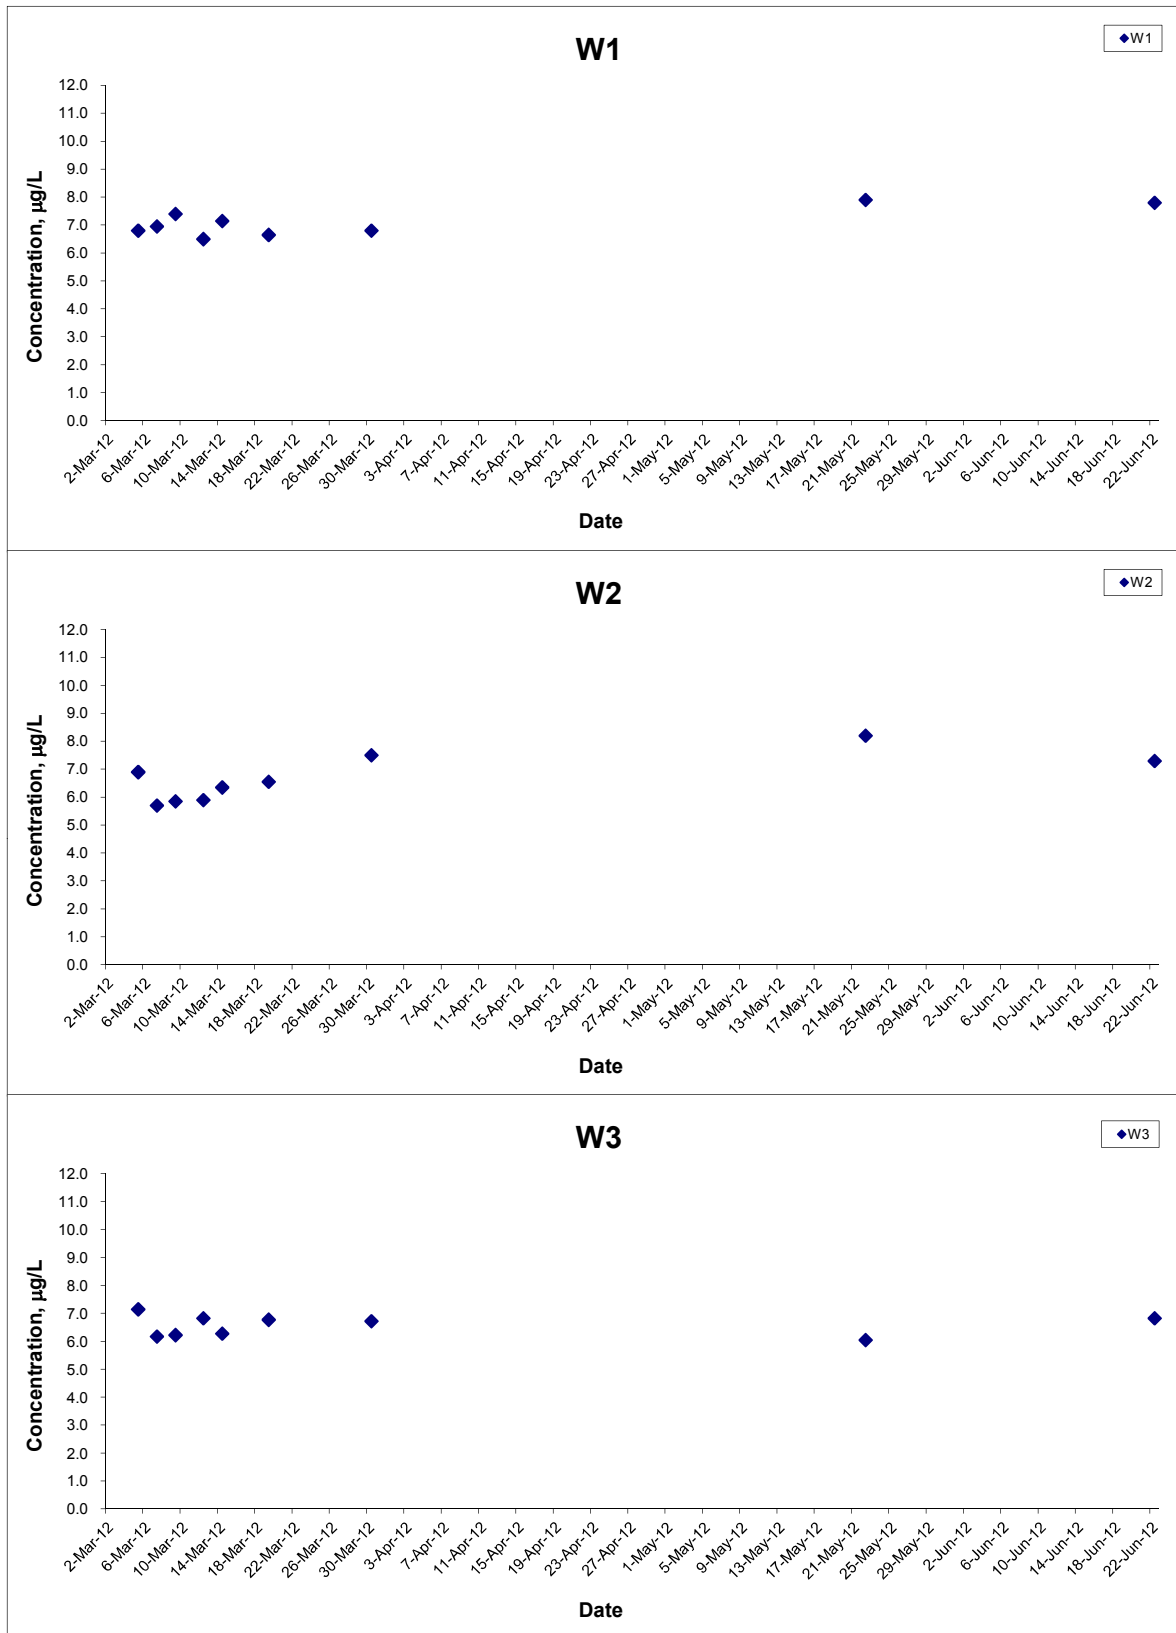 W1
W1
Concentration, µg/L
12.0
11.0
10.0
9.0
8.0
7.0
6.0
5.0
4.0
3.0
2.0
1.0
0.0
2-Mar-12
6-Mar-12
10-Mar-12
14-Mar-12
18-Mar-12
22-Mar-12
26-Mar-12
30-Mar-12
3-Apr-12
7-Apr-12
11-Apr-12
15-Apr-12
19-Apr-12
23-Apr-12
27-Apr-12
1-May-12
5-May-12
9-May-12
13-May-12
17-May-12
21-May-12
25-May-12
29-May-12
2-Jun-12
6-Jun-12
10-Jun-12
14-Jun-12
18-Jun-12
22-Jun-12
Date
W2
W2
Concentration, µg/L
12.0
11.0
10.0
9.0
8.0
7.0
6.0
5.0
4.0
3.0
2.0
1.0
0.0
2-Mar-12
6-Mar-12
10-Mar-12
14-Mar-12
18-Mar-12
22-Mar-12
26-Mar-12
30-Mar-12
3-Apr-12
7-Apr-12
11-Apr-12
15-Apr-12
19-Apr-12
23-Apr-12
27-Apr-12
1-May-12
5-May-12
9-May-12
13-May-12
17-May-12
21-May-12
25-May-12
29-May-12
2-Jun-12
6-Jun-12
10-Jun-12
14-Jun-12
18-Jun-12
22-Jun-12
Date
W3
W3
Concentration, µg/L
12.0
11.0
10.0
9.0
8.0
7.0
6.0
5.0
4.0
3.0
2.0
1.0
0.0
2-Mar-12
6-Mar-12
10-Mar-12
14-Mar-12
18-Mar-12
22-Mar-12
26-Mar-12
30-Mar-12
3-Apr-12
7-Apr-12
11-Apr-12
15-Apr-12
19-Apr-12
23-Apr-12
27-Apr-12
1-May-12
5-May-12
9-May-12
13-May-12
17-May-12
21-May-12
25-May-12
29-May-12
2-Jun-12
6-Jun-12
10-Jun-12
14-Jun-12
18-Jun-12
22-Jun-12
Date